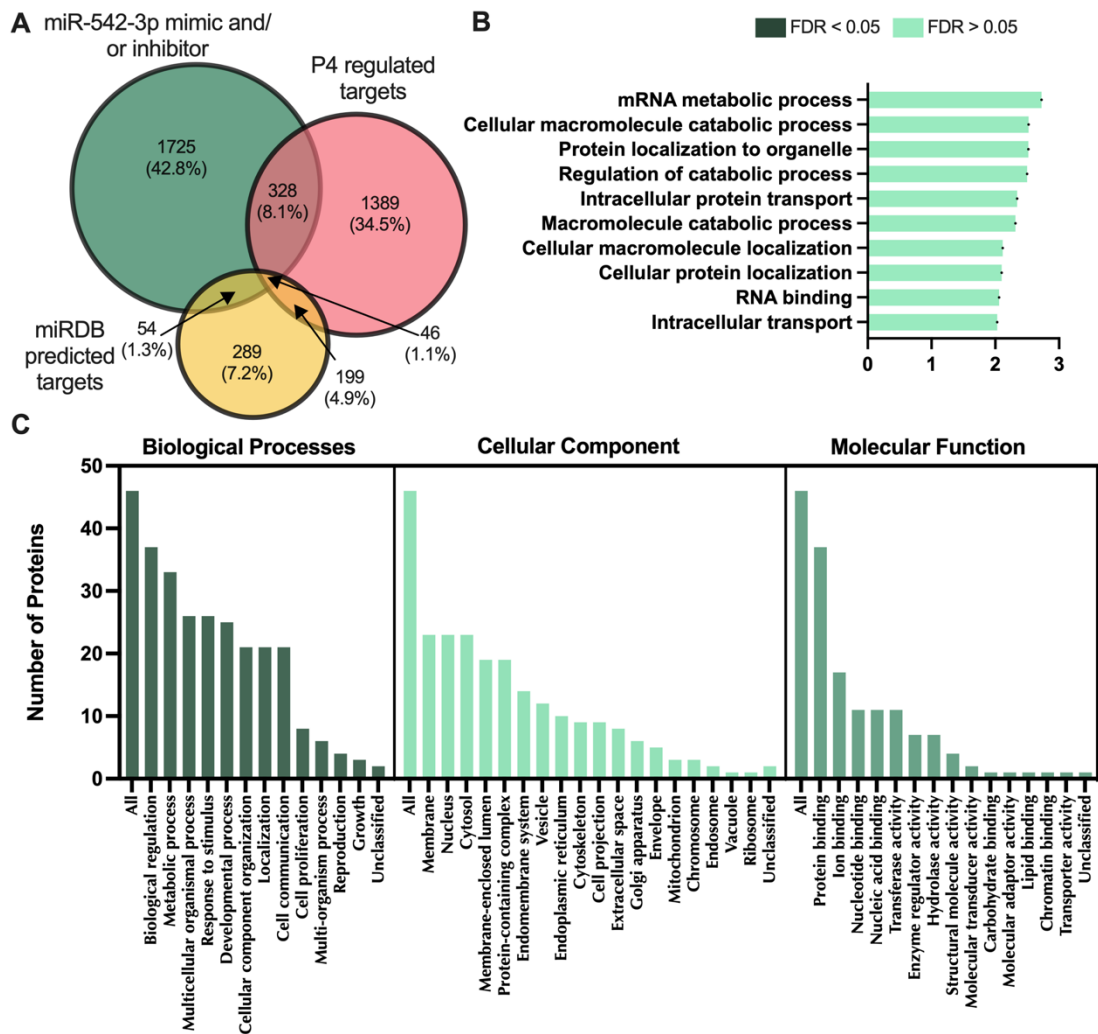 A
miR-542-3p mimic and/
or inhibitor
P4 regulated
targets
1725
(42.8%)
328
(8.1%)
1389
(34.5%)
54
(1.3%)
miRDB
predicted
targets
289
(7.2%)
199
(4.9%)
46
(1.1%)
B
FDR < 0.05 FDR > 0.05
mRNA metabolic process
Cellular macromolecule catabolic process
Protein localization to organelle
Regulation of catabolic process
Intracellular protein transport
Macromolecule catabolic process
Cellular macromolecule localization
Cellular protein localization
RNA binding
Intracellular transport
0 1 2 3
C
Biological Processes Cellular Component Molecular Function
Number of Proteins
50
40
30
20
10
0
All
Biological regulation
Metabolic process
Multicellular organismal process
Response to stimulus
Developmental process
Cellular component organization
Localization
Cell communication
Cell proliferation
Multi-organism process
Reproduction
Growth
Unclassified
All
Membrane
Nucleus
Cytosol
Membrane-enclosed lumen
Protein-containing complex
Endomembrane system
Vesicle
Endoplasmic reticulum
Cytoskeleton
Cell projection
Extracellular space
Golgi apparatus
Envelope
Mitochondrion
Chromosome
Endosome
Vacuole
Ribosome
Unclassified
All
Protein binding
Ion binding
Nucleotide binding
Nucleic acid binding
Transferase activity
Enzyme regulator activity
Hydrolase activity
Structural molecule activity
Molecular transducer activity
Carbohydrate binding
Molecular adaptor activity
Lipid binding
Chromatin binding
Transporter activity
Unclassified